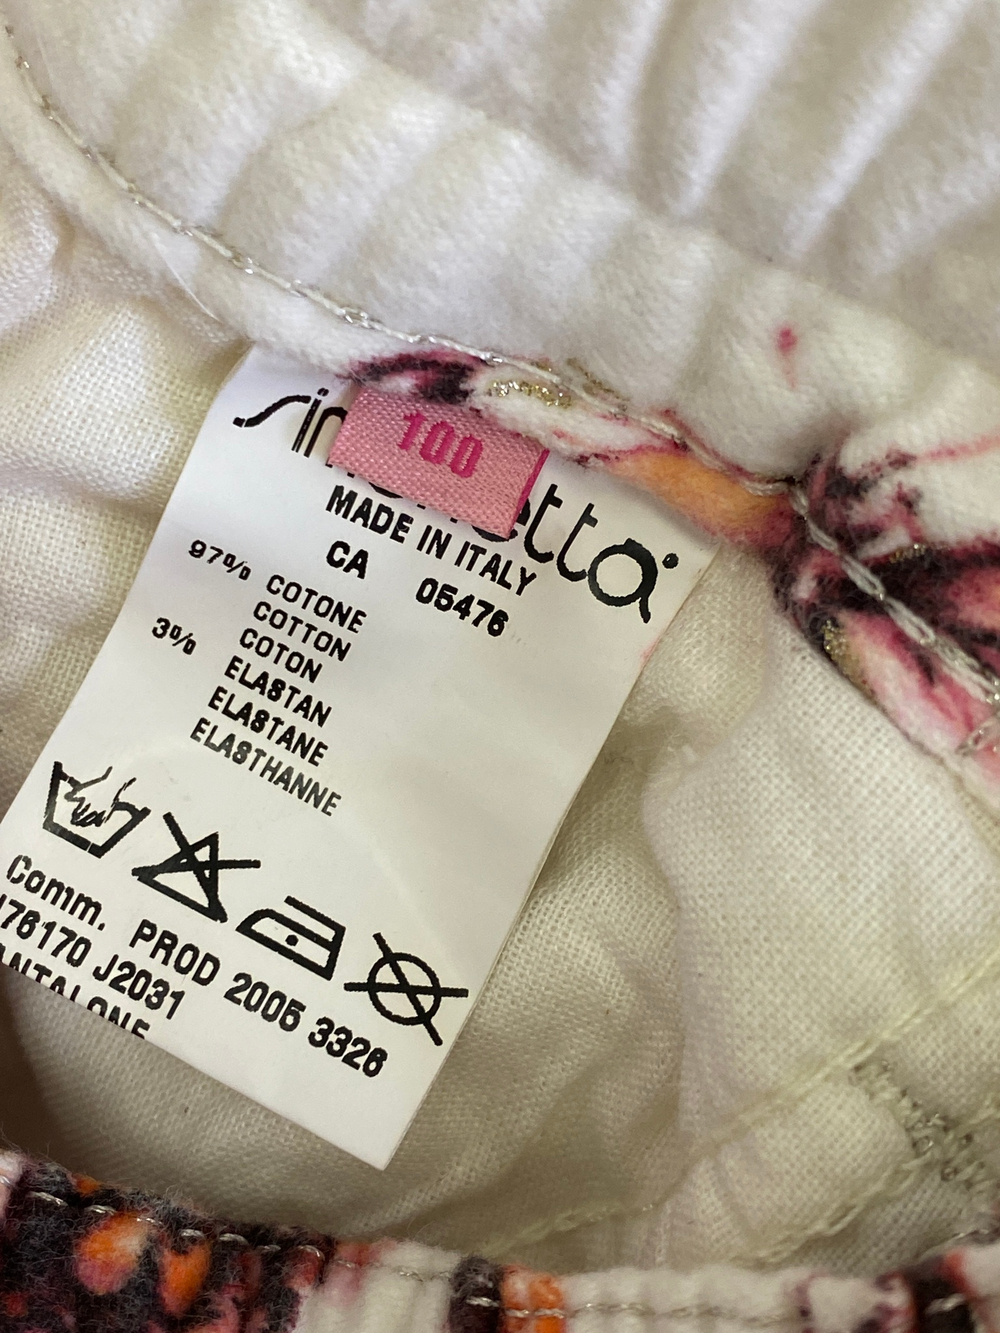 100
MADE IN ITALY
CA 05476
97% COTONE
COTTON
COTON
3% ELASTAN
ELASTANE
ELASTHANNE
Comm. PROD 2005 3326
176170 J2031